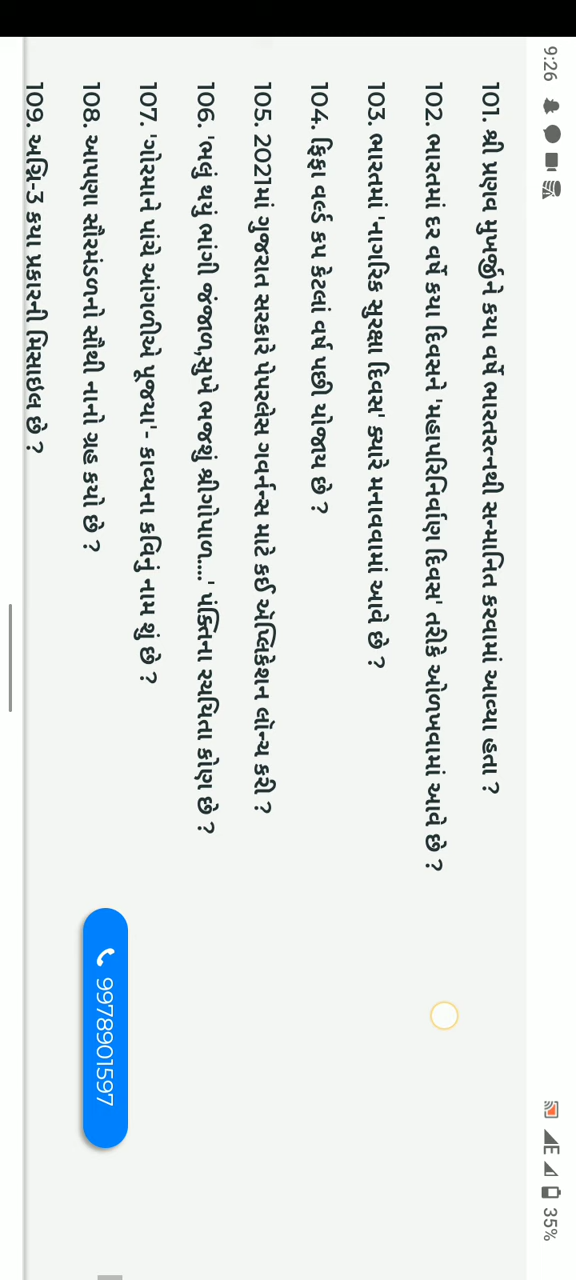 9:26
35%
101. શ્રી પ્રણવ મુખર્જીને કયા વર્ષે ભારતરત્નથી સન્માનિત કરવામાં આવ્યા હતા ?
102. ભારતમાં દર વર્ષે કયા દિવસને 'મહાપરિનિર્વાણ દિવસ' તરીકે ઓળખવામાં આવે છે ?
103. ભારતમાં 'નાગરિક સુરક્ષા દિવસ' ક્યારે મનાવવામાં આવે છે ?
104. ફિફા વર્લ્ડ કપ કેટલાં વર્ષ પછી યોજાય છે ?
105. 2021માં ગુજરાત સરકારે પેપરલેસ ગવર્નન્સ માટે કઈ એપ્લિકેશન લોન્ચ કરી ?
106. 'ભલું થયું ભાંગી જંજાળ,સુખે ભજશું શ્રીગોપાળ....' પંક્તિના રચયિતા કોણ છે ?
107. 'ગોરમાને પાંચે આંગળીએ પૂજ્યા'- કાવ્યના કવિનું નામ શું છે ?
108. આપણા સૌરમંડળનો સૌથી નાનો ગ્રહ કયો છે ?
109. અગ્નિ-3 કયા પ્રકારની મિસાઇલ છે ?
9978901597